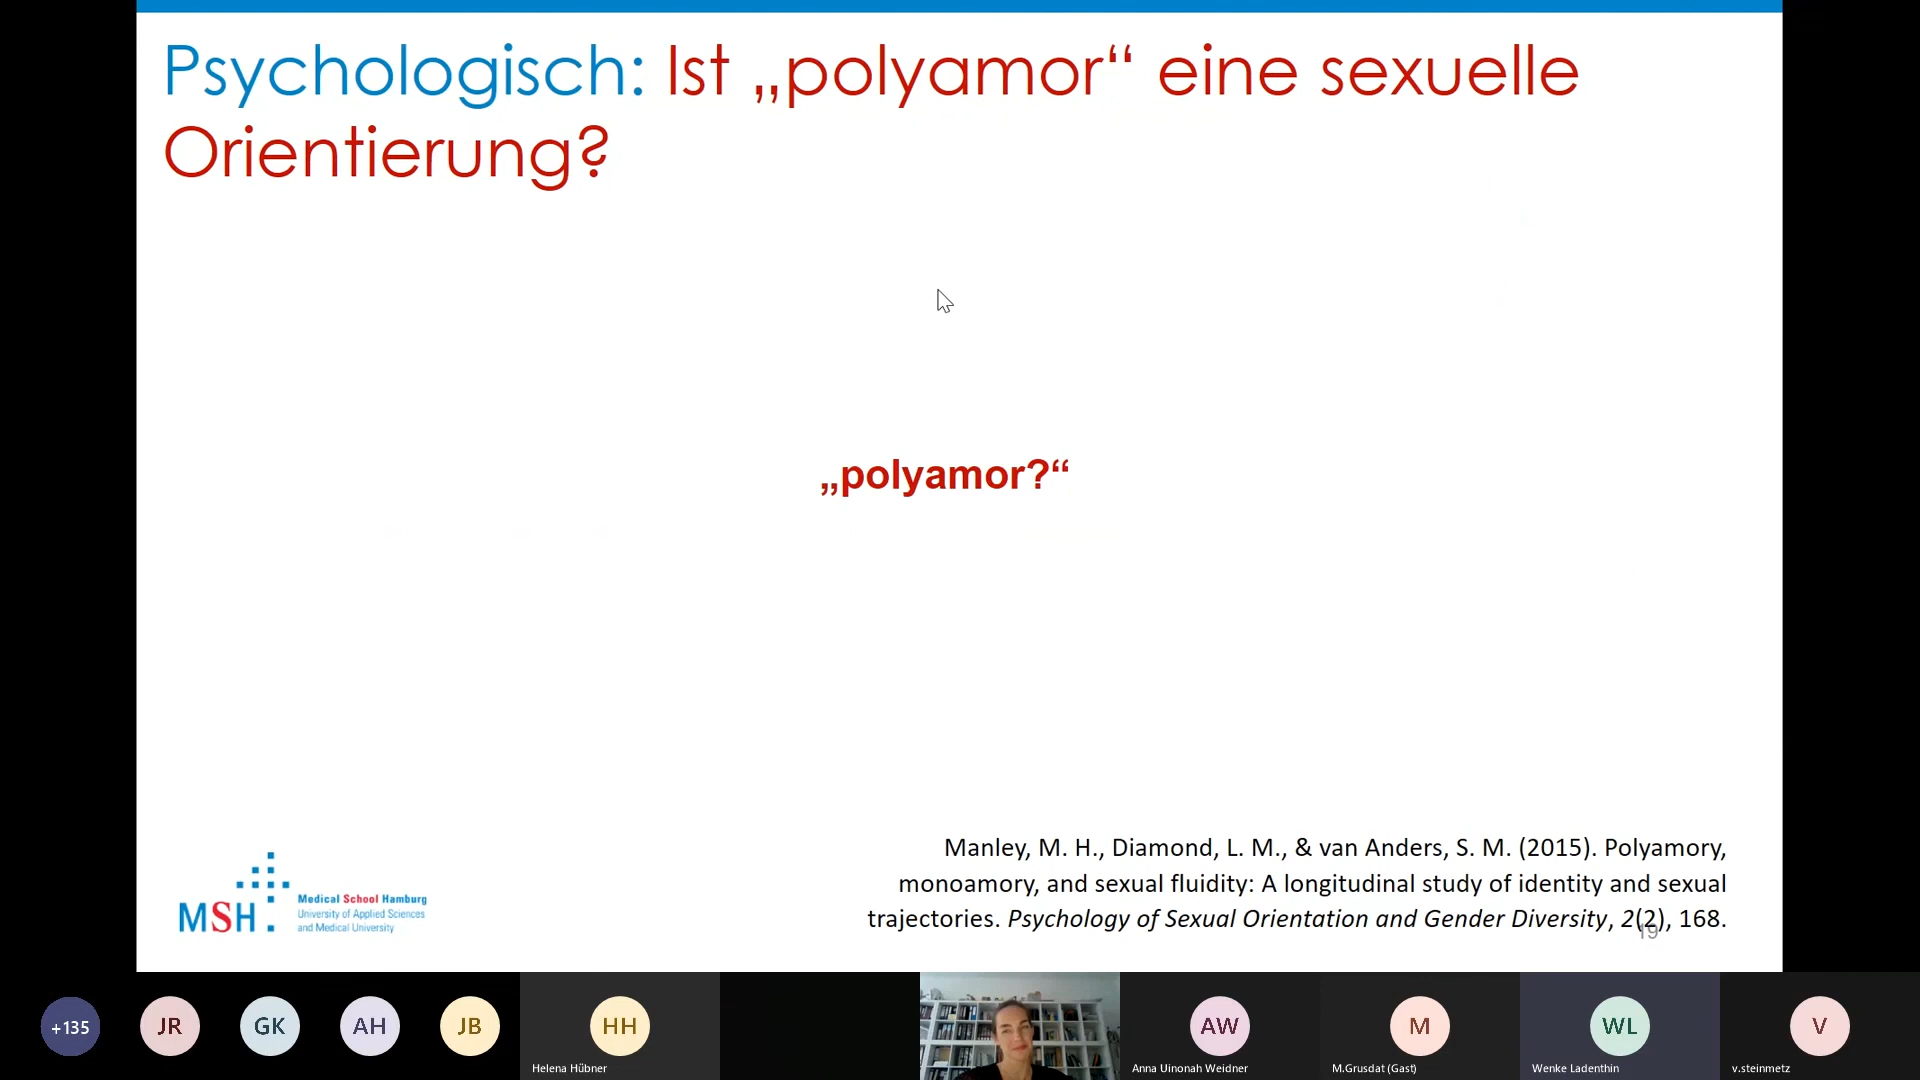 Psychologisch: Ist „polyamor“ eine sexuelle
Orientierung?
„polyamor?“
Manley, M. H., Diamond, L. M., & van Anders, S. M. (2015). Polyamory,
monoamory, and sexual fluidity: A longitudinal study of identity and sexual
trajectories. Psychology of Sexual Orientation and Gender Diversity, 2(2), 168.
19
MSH
Medical School Hamburg
University of Applied Sciences
and Medical University
+135
JR
GK
AH
JB
HH
Helena Hübner
AW
Anna Uinonah Weidner
M
M.Grusdat (Gast)
WL
Wenke Ladenthin
V
v.steinmetz